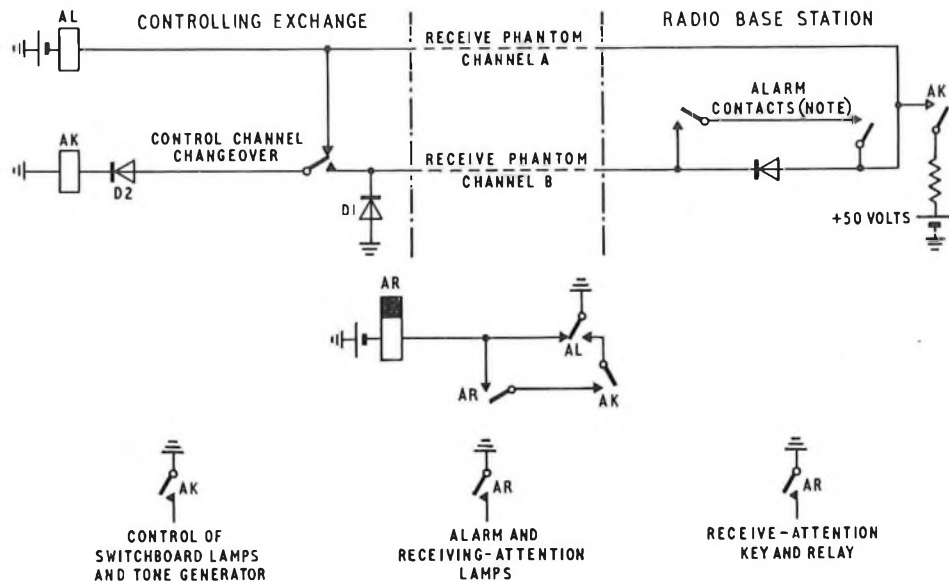 CONTROLLING EXCHANGE
RADIO BASE STATION
AL
RECEIVE PHANTOM
CHANNEL A
ALARM
CONTACTS (NOTE)
AK
AK
CONTROL CHANNEL
CHANGEOVER
D2
RECEIVE PHANTOM
CHANNEL B
D1
+50 VOLTS
AR
AL
AR
AK
AK
CONTROL OF
SWITCHBOARD LAMPS
AND TONE GENERATOR
AR
ALARM AND
RECEIVING-ATTENTION
LAMPS
AR
RECEIVE-ATTENTION
KEY AND RELAY